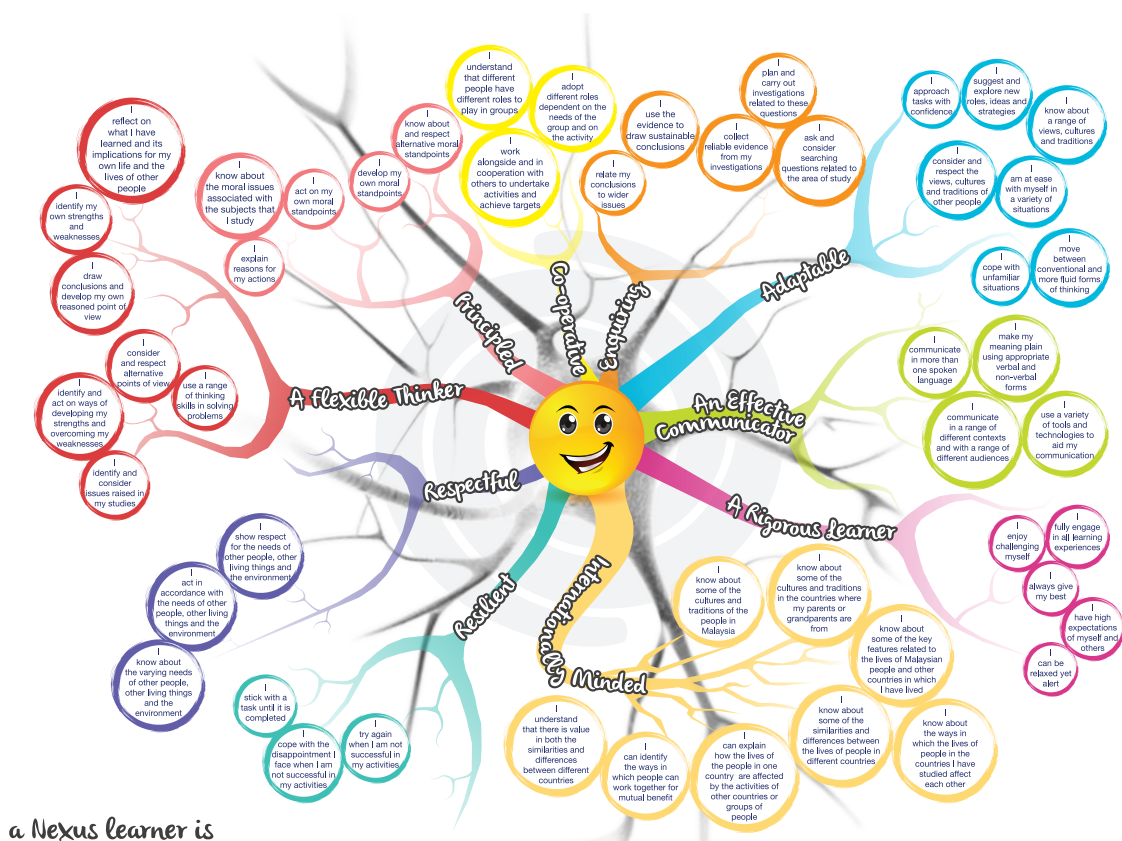 I
reflect on
what I have
learned and its
implications for my
own life and the
lives of other
people
I
identify my
own strengths
and
weaknesses
I
draw
conclusions and
develop my own
reasoned point of
view
I
consider
and respect
alternative
points of view
I
use a range
of thinking
skills in solving
problems
I
identify and
act on ways of
developing my
strengths and
overcoming my
weaknesses
I
identify and
consider
issues raised in
my studies
A Flexible Thinker
I
know about
the moral issues
associated with
the subjects that
I study
I
act on my
own moral
standpoints
I
develop my
own moral
standpoints
I
know about
and respect
alternative moral
standpoints
I
explain
reasons for
my actions
Principled
I
understand
that different
people have
different roles to
play in groups
I
adopt
different roles
dependent on the
needs of the
group and on
the activity
I
work
alongside and in
cooperation with
others to undertake
activities and
achieve targets
Co-operative
I
use the
evidence to
draw sustainable
conclusions
I
relate my
conclusions
to wider
issues
I
collect
reliable evidence
from my
investigations
I
plan and
carry out
investigations
related to these
questions
I
ask and
consider
searching
questions related to
the area of study
Enquiring
I
approach
tasks with
confidence
I
suggest and
explore new
roles, ideas and
strategies
I
know about
a range of
views, cultures
and traditions
I
consider and
respect the
views, cultures
and traditions of
other people
I
am at ease
with myself in
a variety of
situations
I
cope with
unfamiliar
situations
I
move
between
conventional and
more fluid forms
of thinking
Adaptable
I
communicate
in more than
one spoken
language
I
make my
meaning plain
using appropriate
verbal and
non-verbal
forms
I
communicate
in a range of
different contexts
and with a range of
different audiences
I
use a variety
of tools and
technologies to
aid my
communication
An Effective
Communicator
I
enjoy
challenging
myself
I
fully engage
in all learning
experiences
I
always give
my best
I
have high
expectations
of myself and
others
I
can be
relaxed yet
alert
A Rigorous Learner
I
know about
some of the
cultures and
traditions of the
people in
Malaysia
I
know about
some of the
cultures and traditions
in the countries where
my parents or
grandparents are
from
I
know about
some of the key
features related to
the lives of Malaysian
people and other
countries in which
I have lived
I
understand
that there is value
in both the
similarities and
differences
between different
countries
I
can identify
the ways in
which people can
work together for
mutual benefit
I
can explain
how the lives of
the people in one
country are affected
by the activities of
other countries or
groups of
people
I
know about
some of the
similarities and
differences between
the lives of people in
different countries
I
know about
the ways in
which the lives of
people in the
countries I have
studied affect
each other
Internationally Minded
Respectful
I
show respect
for the needs of
other people, other
living things and
the environment
I
act in
accordance with
the needs of other
people, other living
things and the
environment
I
know about
the varying needs
of other people,
other living things
and the
environment
Resilient
I
stick with a
task until it is
completed
I
cope with the
disappointment I
face when I am
not successful in
my activities
I
try again
when I am not
successful in
my activities
a Nexus learner is